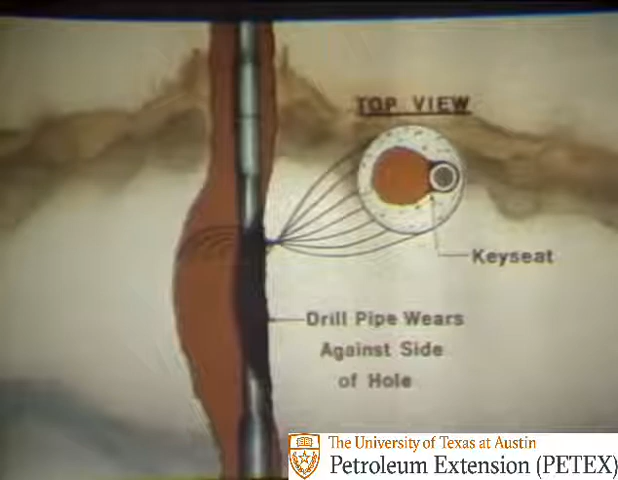 TOP VIEW
Keyseat
Drill Pipe Wears
Against Side
of Hole
The University of Texas at Austin
Petroleum Extension (PETEX)